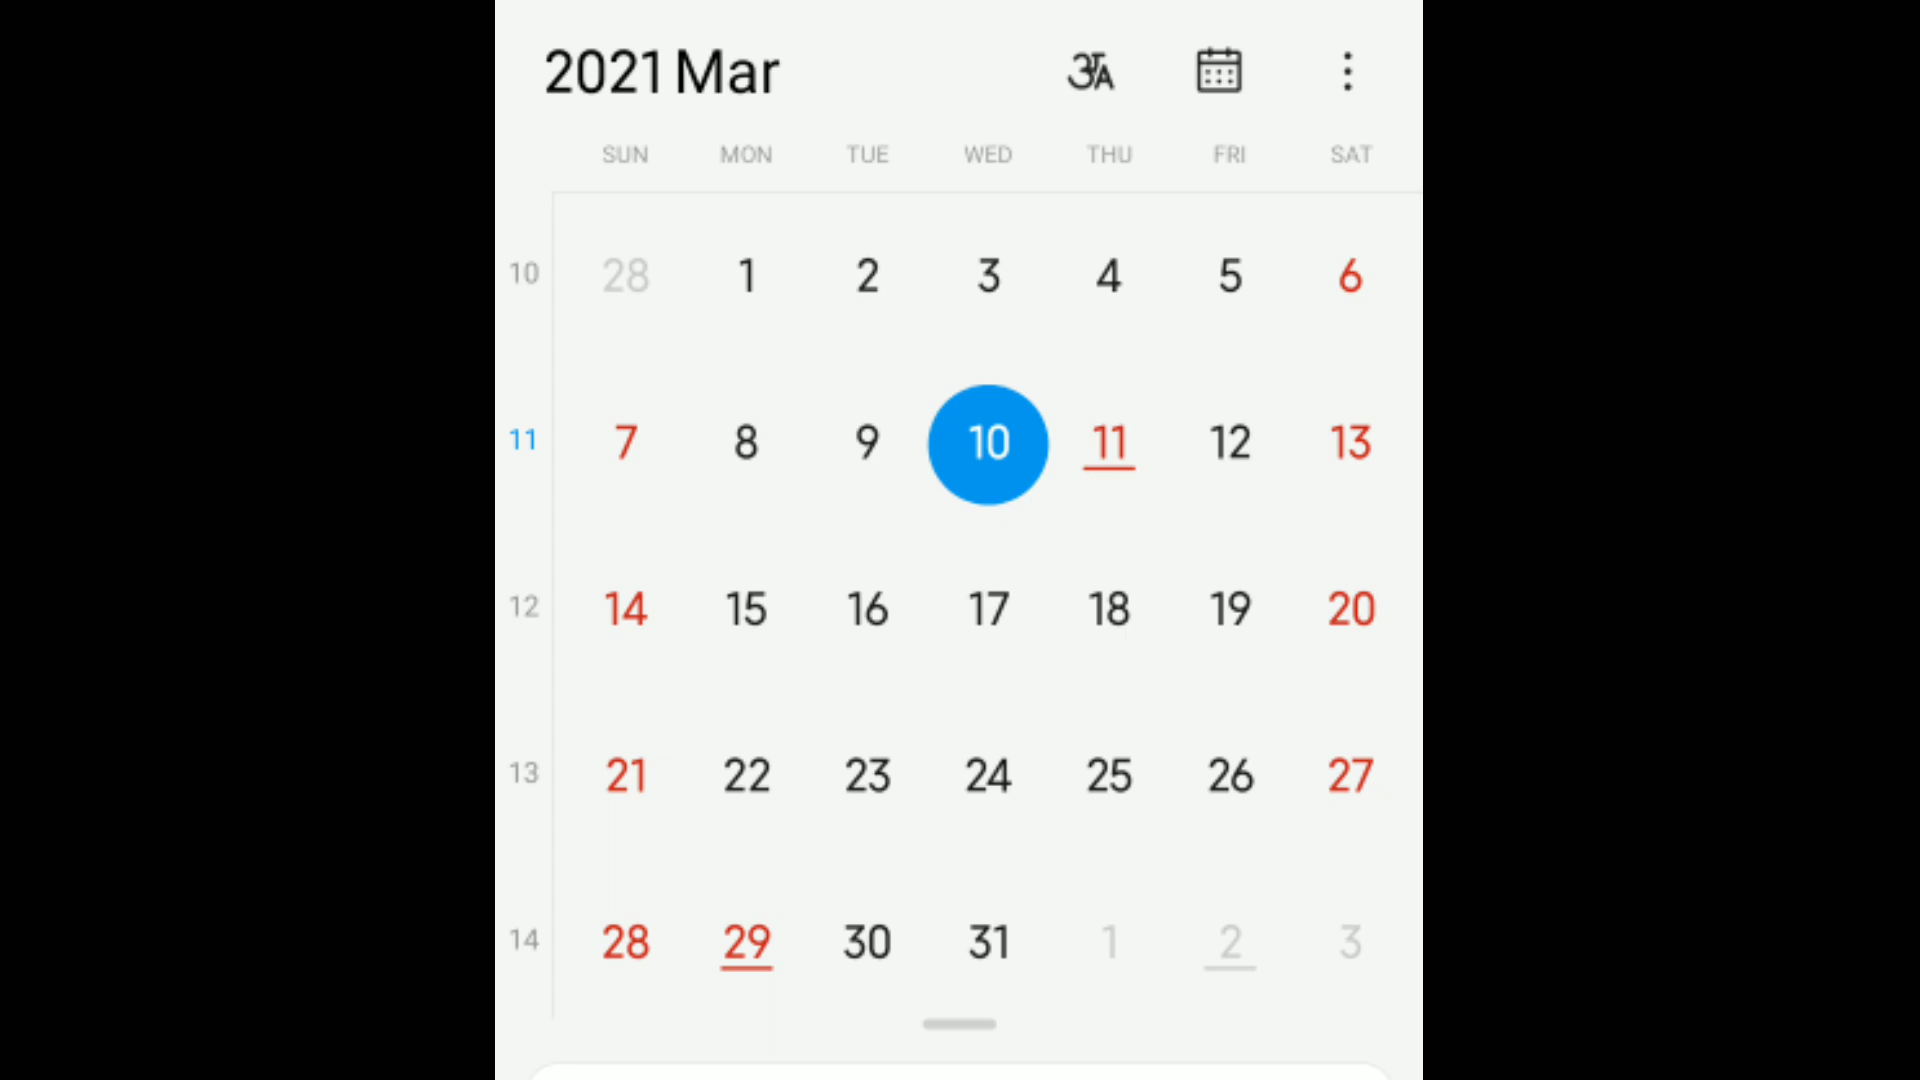 2021 Mar अA
SUN MON TUE WED THU FRI SAT
10 28 1 2 3 4 5 6
11 7 8 9 10 11 12 13
12 14 15 16 17 18 19 20
13 21 22 23 24 25 26 27
14 28 29 30 31 1 2 3